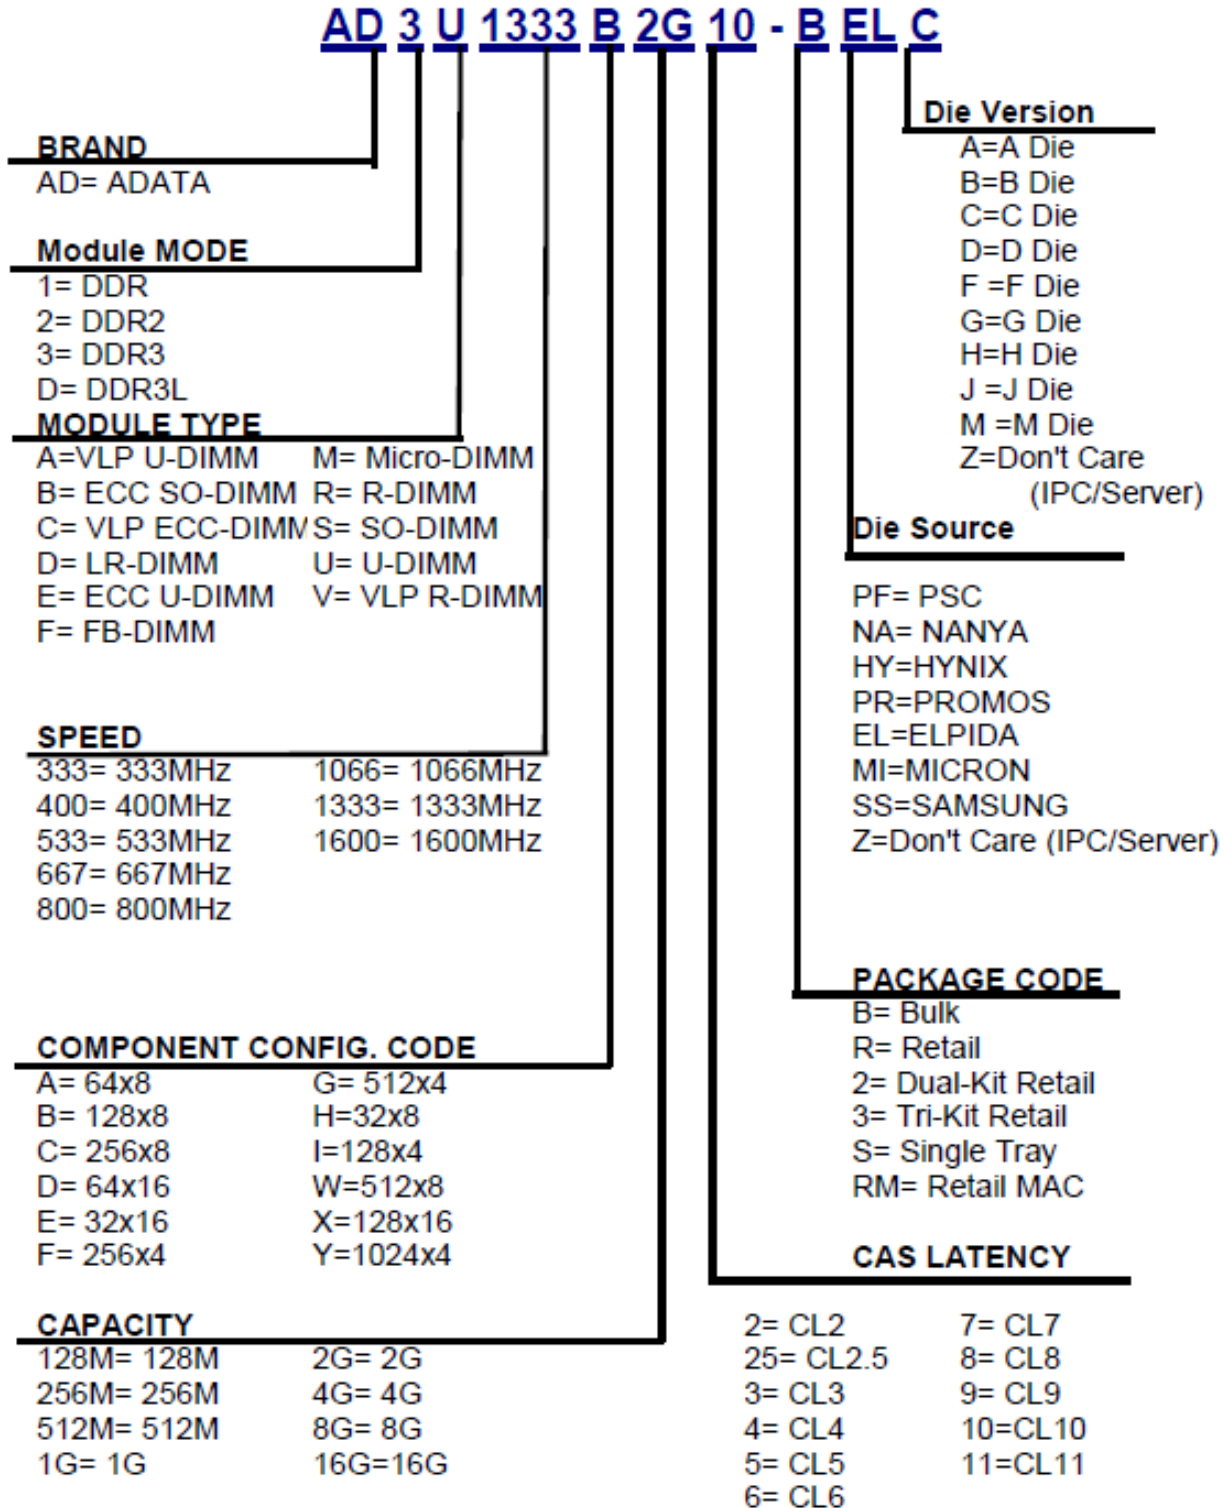 AD 3 U 1333 B 2G 10 - B EL C
BRAND
AD= ADATA
Module MODE
1= DDR
2= DDR2
3= DDR3
D= DDR3L
MODULE TYPE
A=VLP U-DIMM M= Micro-DIMM
B= ECC SO-DIMM R= R-DIMM
C= VLP ECC-DIMM S= SO-DIMM
D= LR-DIMM U= U-DIMM
E= ECC U-DIMM V= VLP R-DIMM
F= FB-DIMM
SPEED
333= 333MHz 1066= 1066MHz
400= 400MHz 1333= 1333MHz
533= 533MHz 1600= 1600MHz
667= 667MHz
800= 800MHz
COMPONENT CONFIG. CODE
A= 64x8 G= 512x4
B= 128x8 H=32x8
C= 256x8 I=128x4
D= 64x16 W=512x8
E= 32x16 X=128x16
F= 256x4 Y=1024x4
CAPACITY
128M= 128M 2G= 2G
256M= 256M 4G= 4G
512M= 512M 8G= 8G
1G= 1G 16G=16G
Die Version
A=A Die
B=B Die
C=C Die
D=D Die
F =F Die
G=G Die
H=H Die
J =J Die
M =M Die
Z=Don't Care
(IPC/Server)
Die Source
PF= PSC
NA= NANYA
HY=HYNIX
PR=PROMOS
EL=ELPIDA
MI=MICRON
SS=SAMSUNG
Z=Don't Care (IPC/Server)
PACKAGE CODE
B= Bulk
R= Retail
2= Dual-Kit Retail
3= Tri-Kit Retail
S= Single Tray
RM= Retail MAC
CAS LATENCY
2= CL2 7= CL7
25= CL2.5 8= CL8
3= CL3 9= CL9
4= CL4 10=CL10
5= CL5 11=CL11
6= CL6